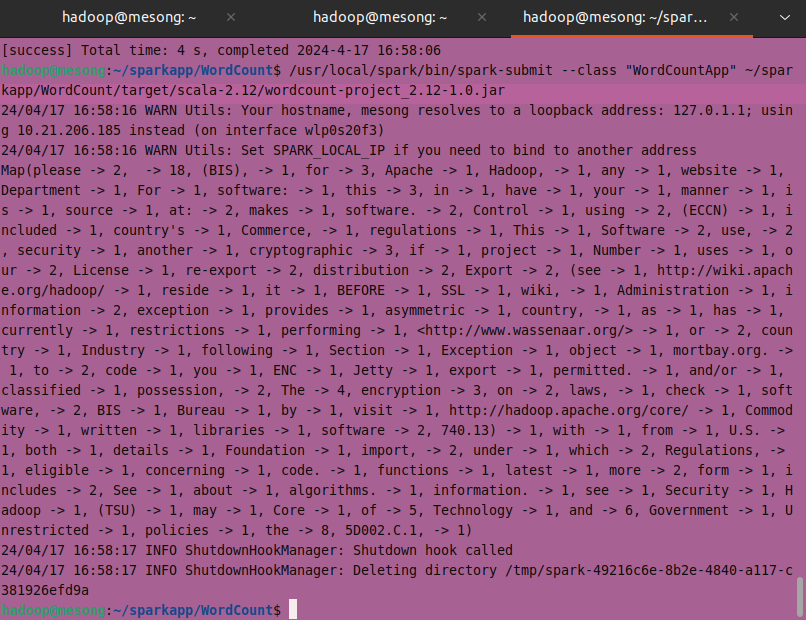 hadoop@mesong: ~
hadoop@mesong: ~
hadoop@mesong: ~/spar...
[success] Total time: 4 s, completed 2024-4-17 16:58:06
hadoop@mesong:~/sparkapp/WordCount$ /usr/local/spark/bin/spark-submit --class "WordCountApp" ~/spar
kapp/WordCount/target/scala-2.12/wordcount-project_2.12-1.0.jar
24/04/17 16:58:16 WARN Utils: Your hostname, mesong resolves to a loopback address: 127.0.1.1; usin
g 10.21.206.185 instead (on interface wlp0s20f3)
24/04/17 16:58:16 WARN Utils: Set SPARK_LOCAL_IP if you need to bind to another address
Map(please -> 2,  -> 18, (BIS), -> 1, for -> 3, Apache -> 1, Hadoop, -> 1, any -> 1, website -> 1,
Department -> 1, For -> 1, software: -> 1, this -> 3, in -> 1, have -> 1, your -> 1, manner -> 1, i
s -> 1, source -> 1, at: -> 2, makes -> 1, software. -> 2, Control -> 1, using -> 2, (ECCN) -> 1, i
ncluded -> 1, country's -> 1, Commerce, -> 1, regulations -> 1, This -> 1, Software -> 2, use, -> 2
, security -> 1, another -> 1, cryptographic -> 3, if -> 1, project -> 1, Number -> 1, uses -> 1, o
ur -> 2, License -> 1, re-export -> 2, distribution -> 2, Export -> 2, (see -> 1, http://wiki.apach
e.org/hadoop/ -> 1, reside -> 1, it -> 1, BEFORE -> 1, SSL -> 1, wiki, -> 1, Administration -> 1, i
nformation -> 2, exception -> 1, provides -> 1, asymmetric -> 1, country, -> 1, as -> 1, has -> 1,
currently -> 1, restrictions -> 1, performing -> 1, <http://www.wassenaar.org/> -> 1, or -> 2, coun
try -> 1, Industry -> 1, following -> 1, Section -> 1, Exception -> 1, object -> 1, mortbay.org. ->
 1, to -> 2, code -> 1, you -> 1, ENC -> 1, Jetty -> 1, export -> 1, permitted. -> 1, and/or -> 1,
classified -> 1, possession, -> 2, The -> 4, encryption -> 3, on -> 2, laws, -> 1, check -> 1, soft
ware, -> 2, BIS -> 1, Bureau -> 1, by -> 1, visit -> 1, http://hadoop.apache.org/core/ -> 1, Commod
ity -> 1, written -> 1, libraries -> 1, software -> 2, 740.13) -> 1, with -> 1, from -> 1, U.S. ->
1, both -> 1, details -> 1, Foundation -> 1, import, -> 2, under -> 1, which -> 2, Regulations, ->
1, eligible -> 1, concerning -> 1, code. -> 1, functions -> 1, latest -> 1, more -> 2, form -> 1, i
ncludes -> 2, See -> 1, about -> 1, algorithms. -> 1, information. -> 1, see -> 1, Security -> 1, H
adoop -> 1, (TSU) -> 1, may -> 1, Core -> 1, of -> 5, Technology -> 1, and -> 6, Government -> 1, U
nrestricted -> 1, policies -> 1, the -> 8, 5D002.C.1, -> 1)
24/04/17 16:58:17 INFO ShutdownHookManager: Shutdown hook called
24/04/17 16:58:17 INFO ShutdownHookManager: Deleting directory /tmp/spark-49216c6e-8b2e-4840-a117-c
381926efd9a
hadoop@mesong:~/sparkapp/WordCount$